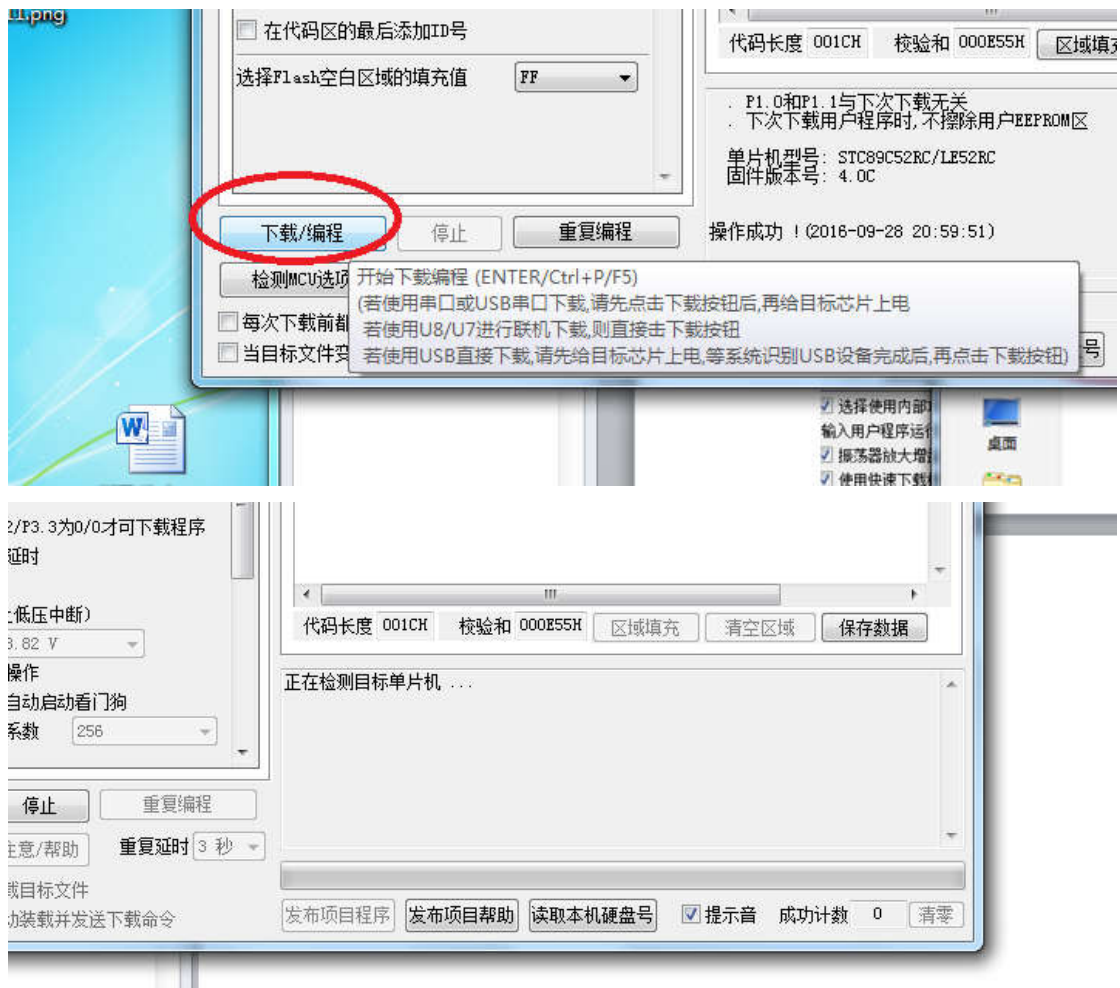 11.png
在代码区的最后添加ID号
选择Flash空白区域的填充值 FF
代码长度 001CH 校验和 000E55H 区域填
. P1.0和P1.1与下次下载无关
. 下次下载用户程序时,不擦除用户EEPROM区
单片机型号: STC89C52RC/LE52RC
固件版本号: 4.0C
下载/编程 停止 重复编程
操作成功 !(2016-09-28 20:59:51)
检测MCU选项
开始下载编程 (ENTER/Ctrl+P/F5)
(若使用串口或USB串口下载,请先点击下载按钮后,再给目标芯片上电
若使用U8/U7进行联机下载,则直接击下载按钮
若使用USB直接下载,请先给目标芯片上电,等系统识别USB设备完成后,再点击下载按钮)
每次下载前都
当目标文件变
号
选择使用内部
输入用户程序运行
振荡器放大增
使用快速下载
桌面
2/P3.3为0/0才可下载程序
延时
低压中断)
3.82 V
操作
自动启动看门狗
系数 256
代码长度 001CH 校验和 000E55H 区域填充 清空区域 保存数据
正在检测目标单片机 ...
停止 重复编程
注意/帮助 重复延时 3 秒
载目标文件
动装载并发送下载命令
发布项目程序 发布项目帮助 读取本机硬盘号 提示音 成功计数 0 清零